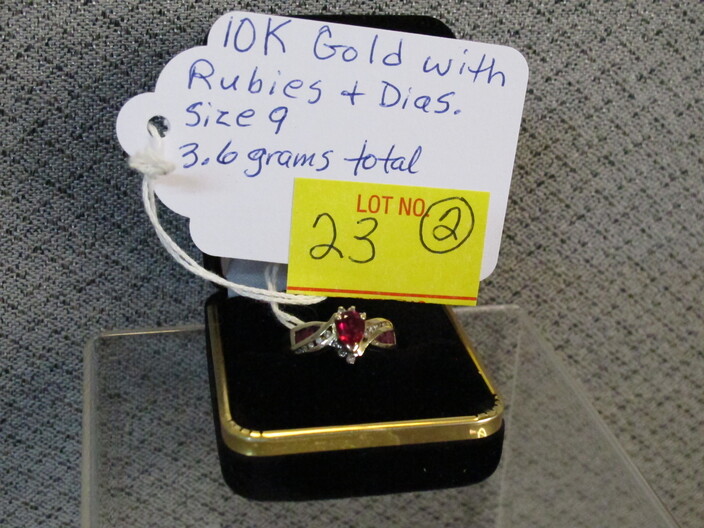 10K Gold with
Rubies + Dias.
Size 9
3.6 grams total
LOT NO.
23 2